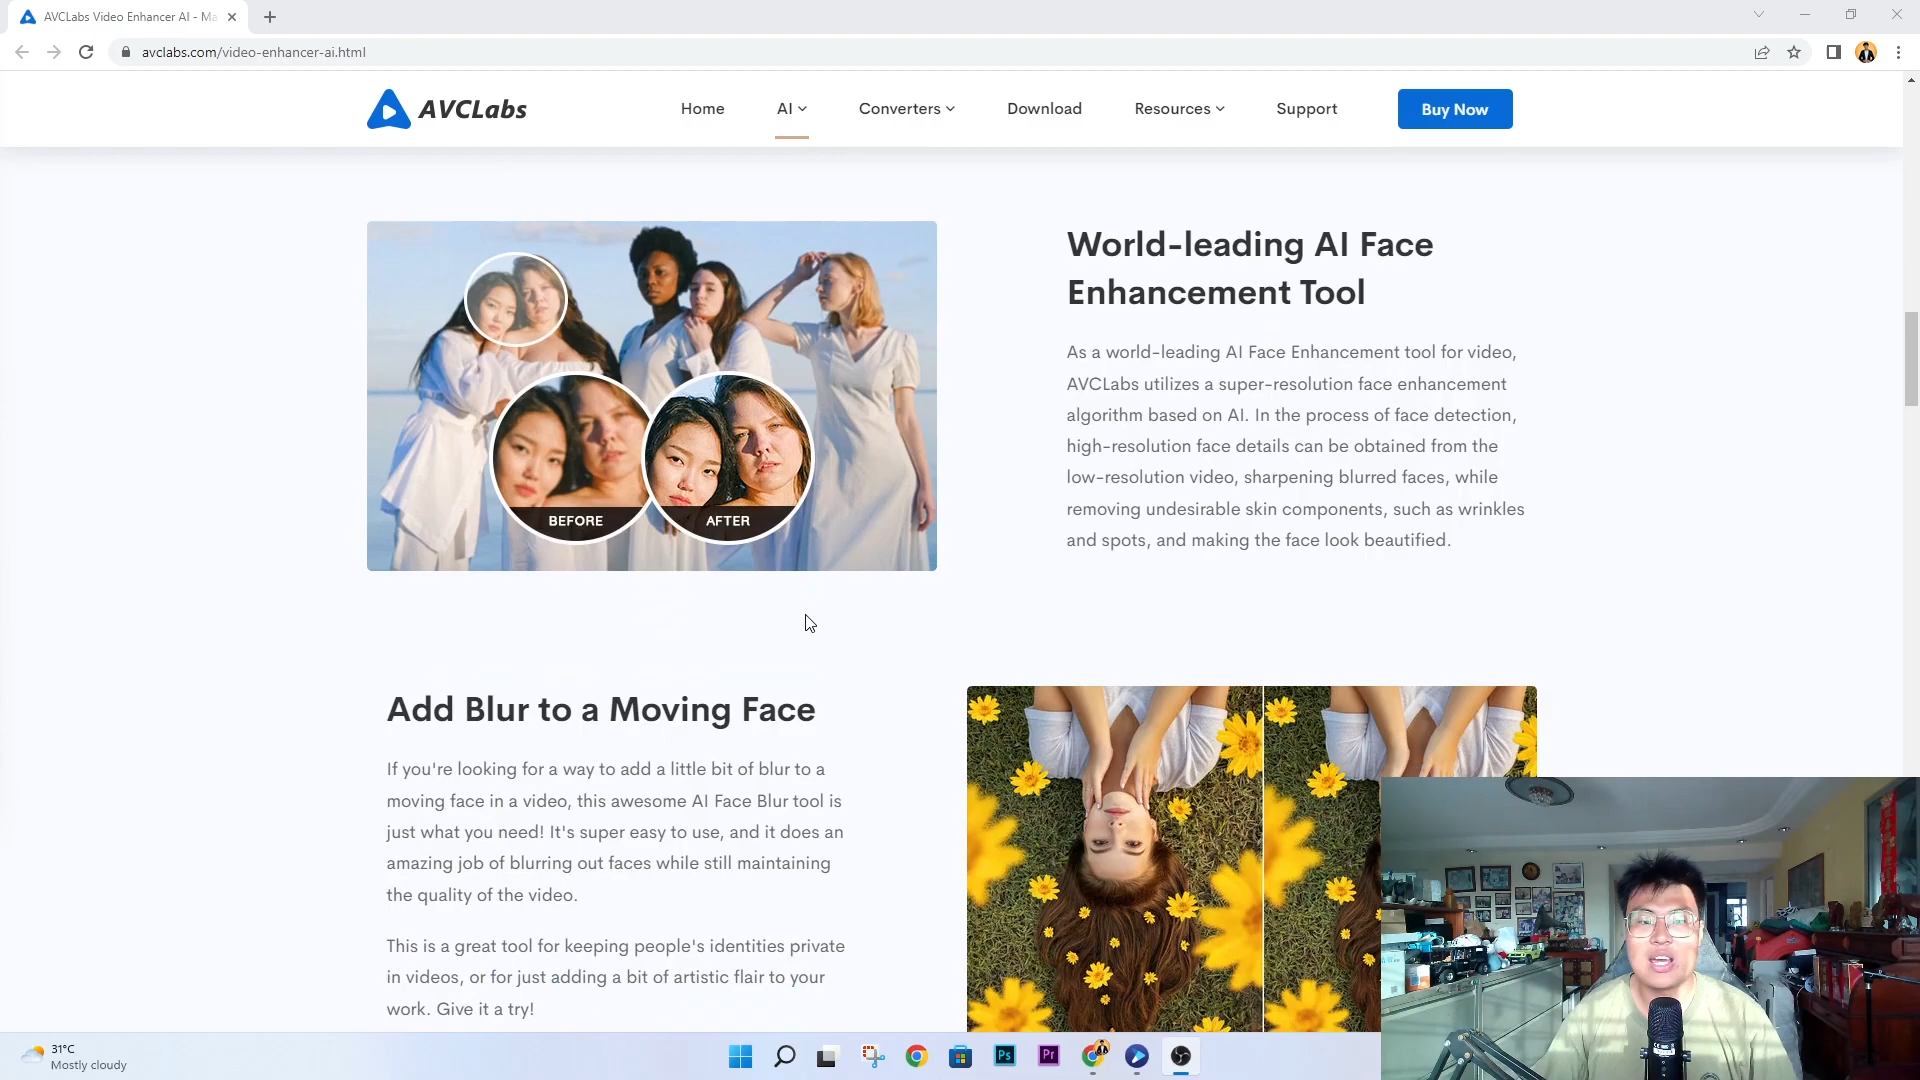 AVCLabs Video Enhancer AI - Ma
avclabs.com/video-enhancer-ai.html
AVCLabs
Home
AI
Converters
Download
Resources
Support
Buy Now
BEFORE
AFTER
World-leading AI Face
Enhancement Tool
As a world-leading AI Face Enhancement tool for video,
AVCLabs utilizes a super-resolution face enhancement
algorithm based on AI. In the process of face detection,
high-resolution face details can be obtained from the
low-resolution video, sharpening blurred faces, while
removing undesirable skin components, such as wrinkles
and spots, and making the face look beautified.
Add Blur to a Moving Face
If you're looking for a way to add a little bit of blur to a
moving face in a video, this awesome AI Face Blur tool is
just what you need! It's super easy to use, and it does an
amazing job of blurring out faces while still maintaining
the quality of the video.
This is a great tool for keeping people's identities private
in videos, or for just adding a bit of artistic flair to your
work. Give it a try!
31°C
Mostly cloudy
Ps
Pr